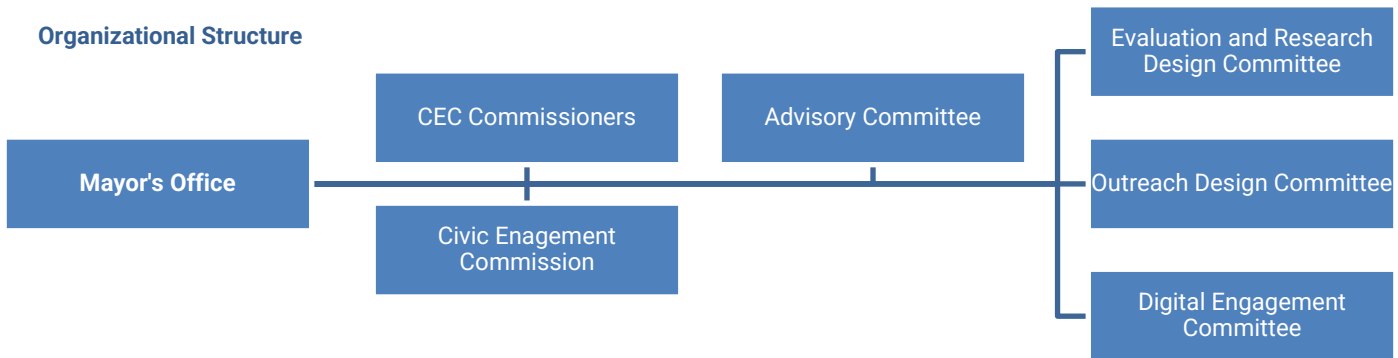 Organizational Structure
Mayor's Office
CEC Commissioners
Civic Enagement
Commission
Advisory Committee
Evaluation and Research
Design Committee
Outreach Design Committee
Digital Engagement
Committee